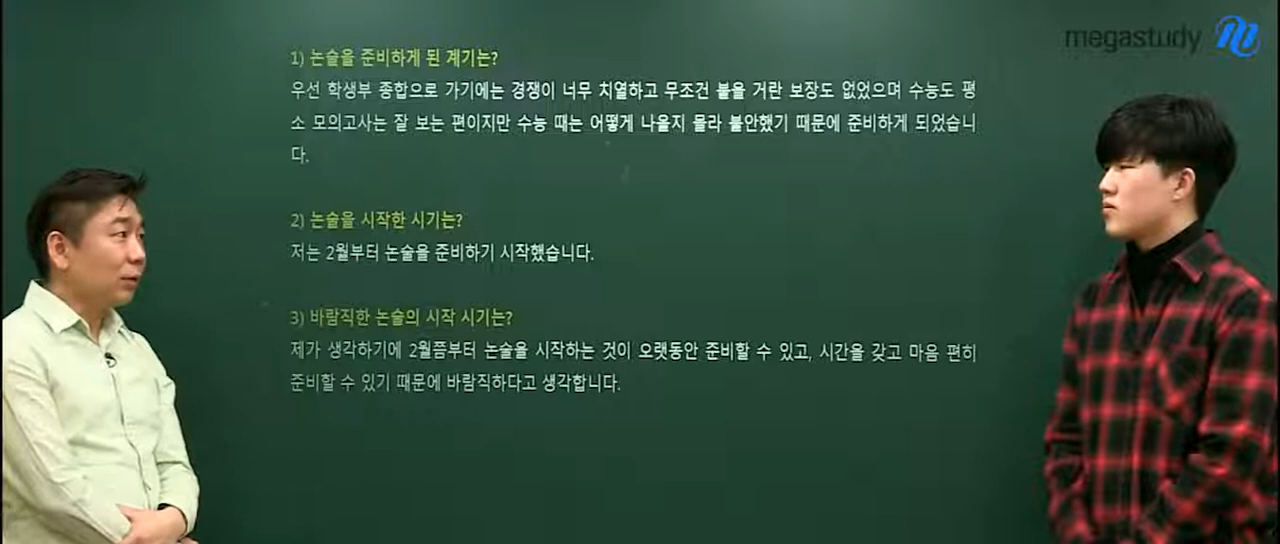 megastudy
1) 논술을 준비하게 된 계기는?
우선 학생부 종합으로 가기에는 경쟁이 너무 치열하고 무조건 붙을 거란 보장도 없었으며 수능도 평
소 모의고사는 잘 보는 편이지만 수능 때는 어떻게 나올지 몰라 불안했기 때문에 준비하게 되었습니
다.
2) 논술을 시작한 시기는?
저는 2월부터 논술을 준비하기 시작했습니다.
3) 바람직한 논술의 시작 시기는?
제가 생각하기에 2월쯤부터 논술을 시작하는 것이 오랫동안 준비할 수 있고, 시간을 갖고 마음 편히
준비할 수 있기 때문에 바람직하다고 생각합니다.